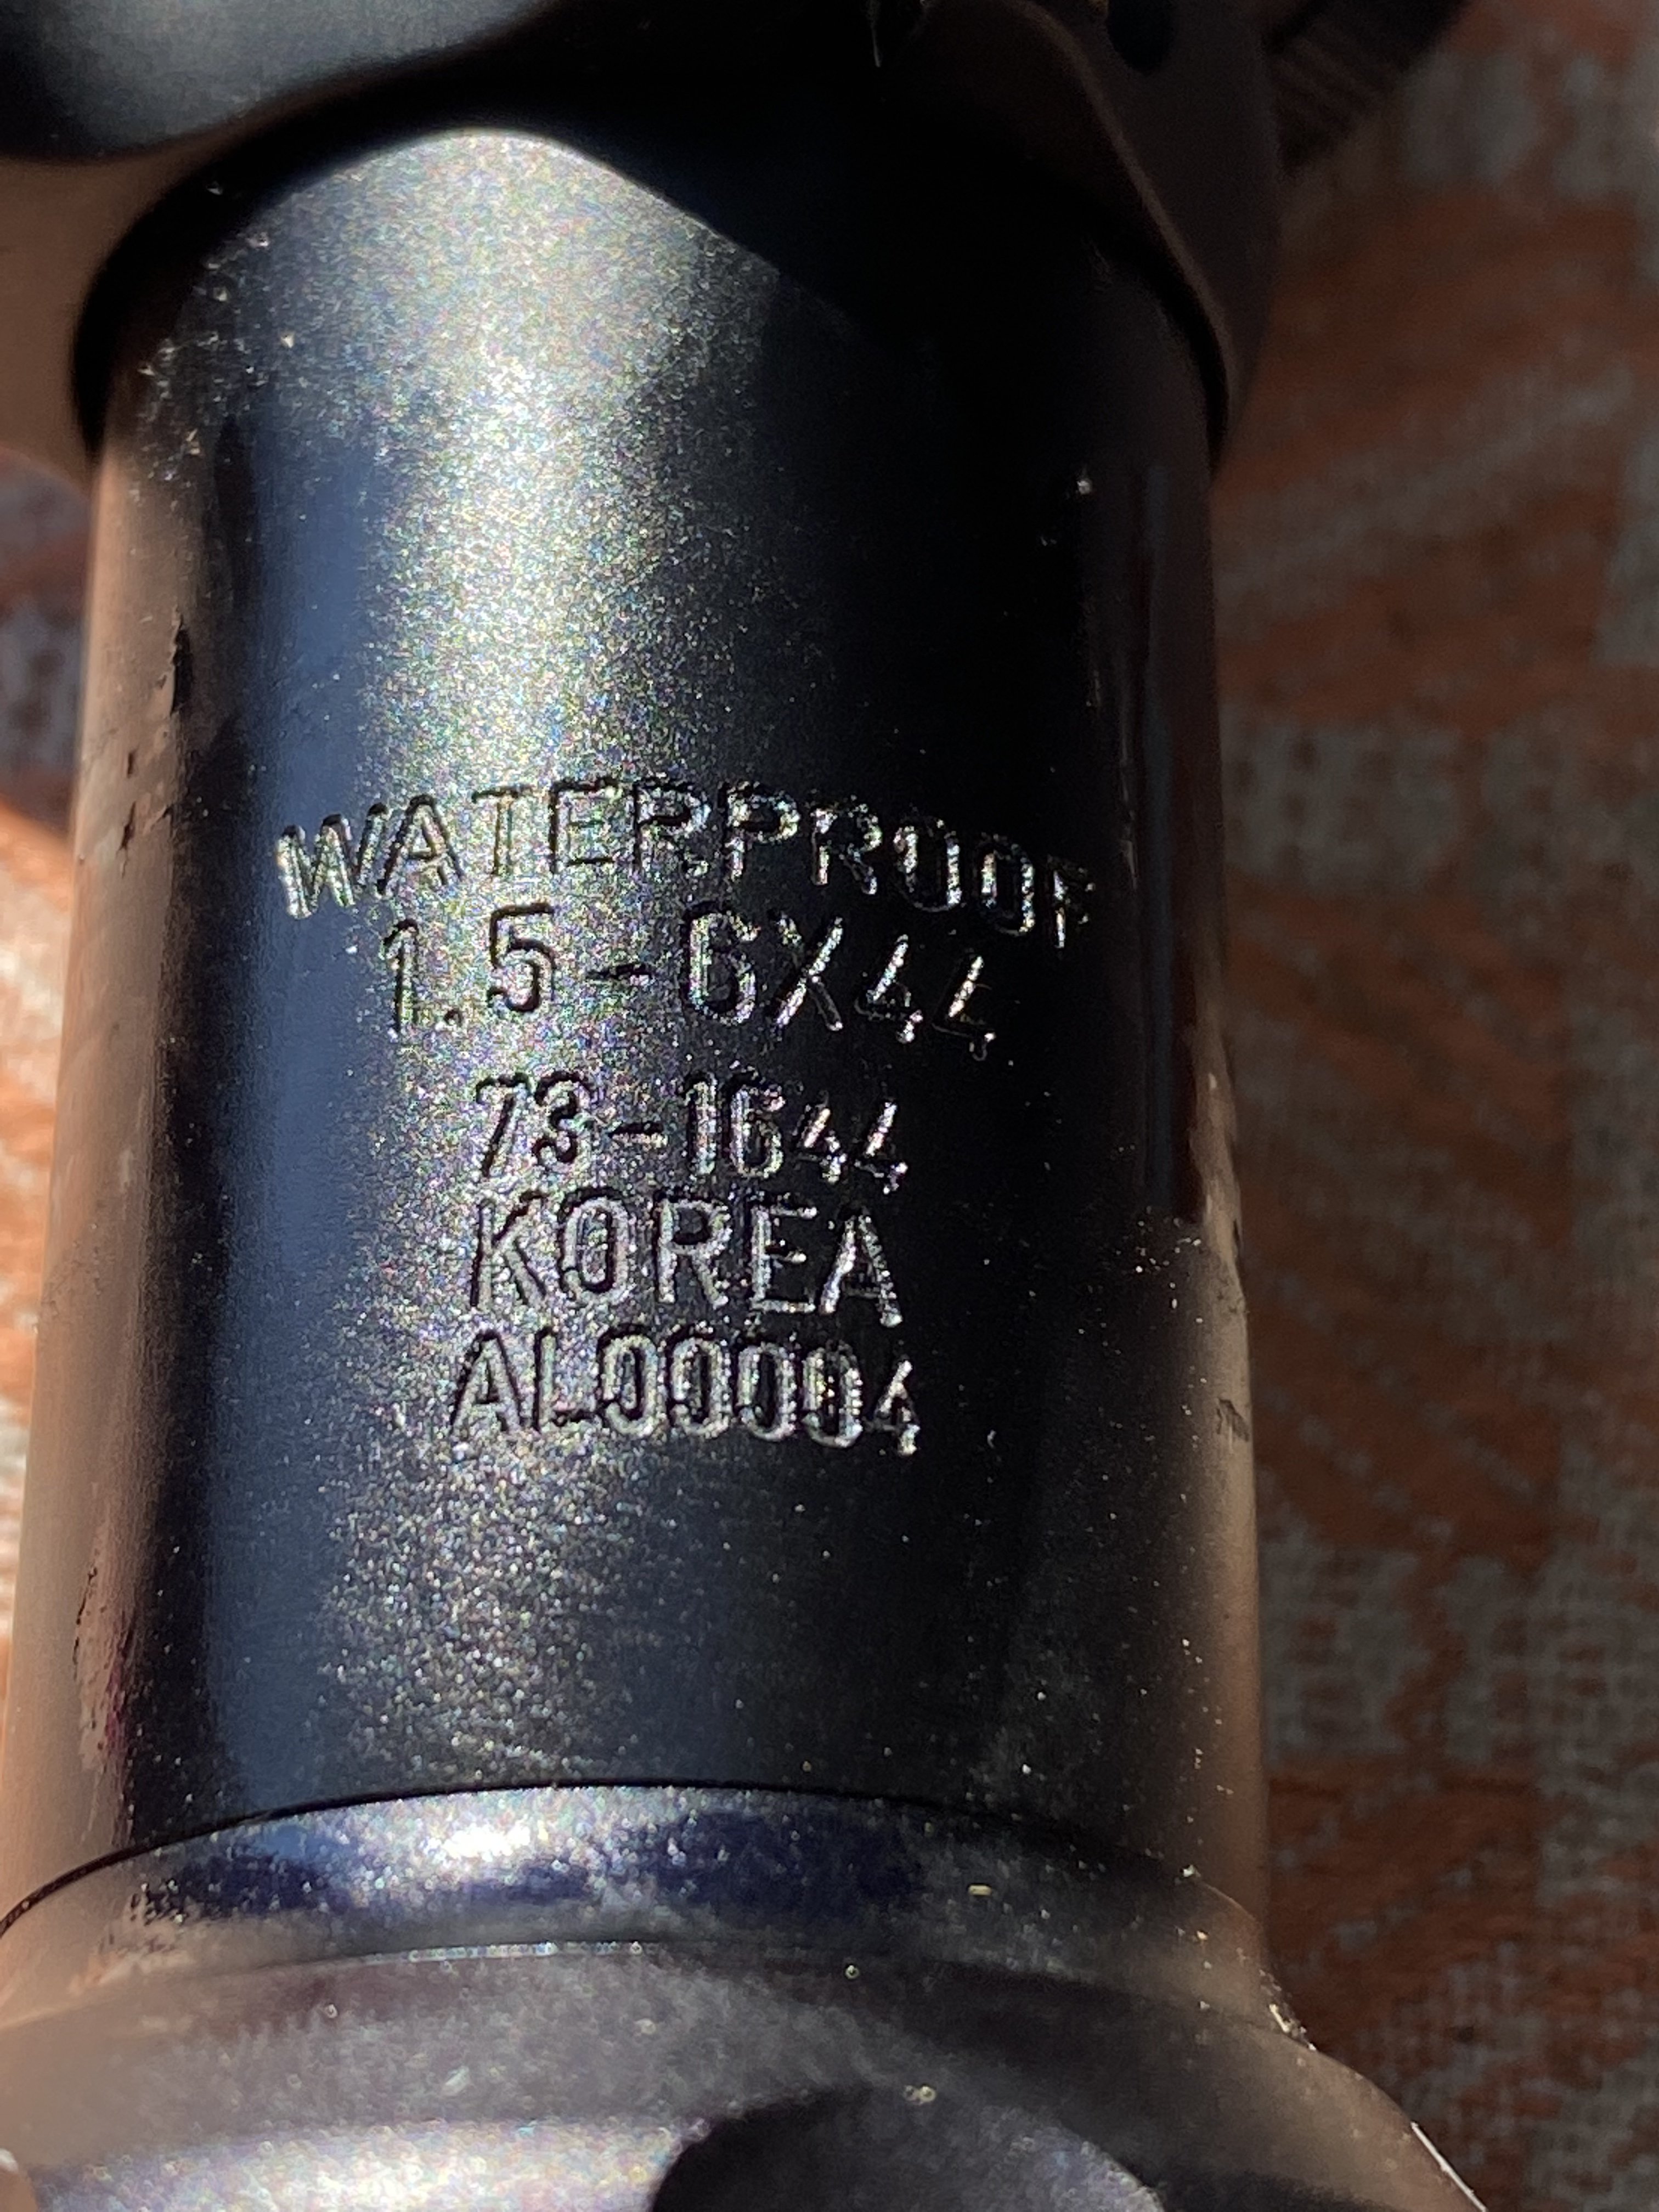 WATERPROOF
1.5-6X44
73-1644
KOREA
AL00004